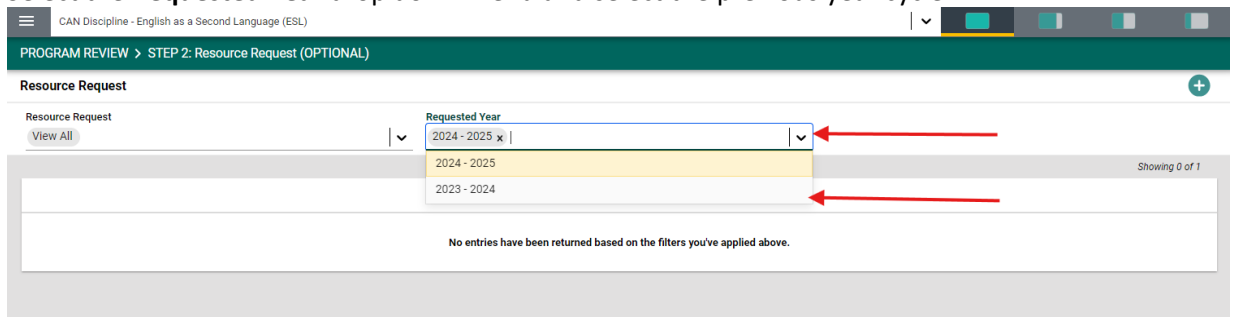 CAN Discipline - English as a Second Language (ESL)
PROGRAM REVIEW > STEP 2: Resource Request (OPTIONAL)
Resource Request
Resource Request
View All
Requested Year
2024 - 2025 x
2024 - 2025
2023 - 2024
Showing 0 of 1
No entries have been returned based on the filters you've applied above.